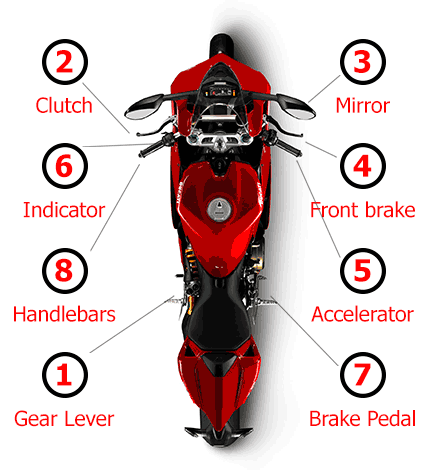 2
Clutch
3
Mirror
6
Indicator
4
Front brake
8
Handlebars
5
Accelerator
1
Gear Lever
7
Brake Pedal